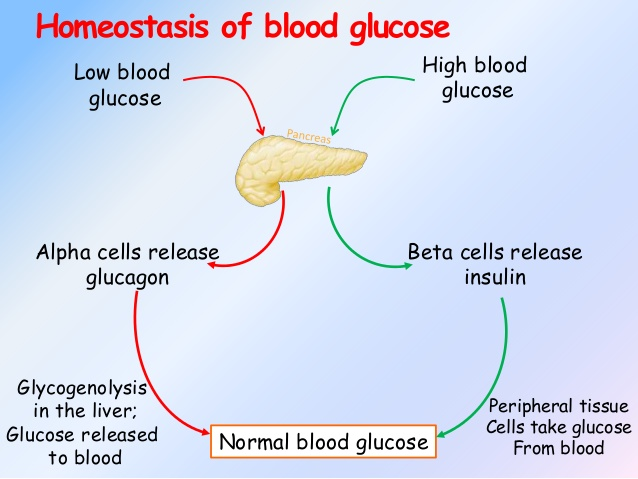 Homeostasis of blood glucose
Low blood
glucose
High blood
glucose
Pancreas
Alpha cells release
glucagon
Beta cells release
insulin
Glycogenolysis
in the liver;
Glucose released
to blood
Normal blood glucose
Peripheral tissue
Cells take glucose
From blood